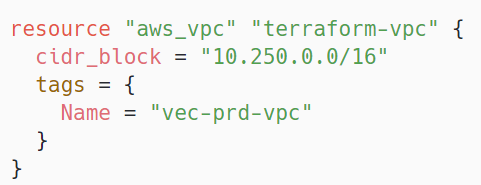 resource "aws_vpc" "terraform-vpc" {
  cidr_block = "10.250.0.0/16"
  tags = {
    Name = "vec-prd-vpc"
  }
}